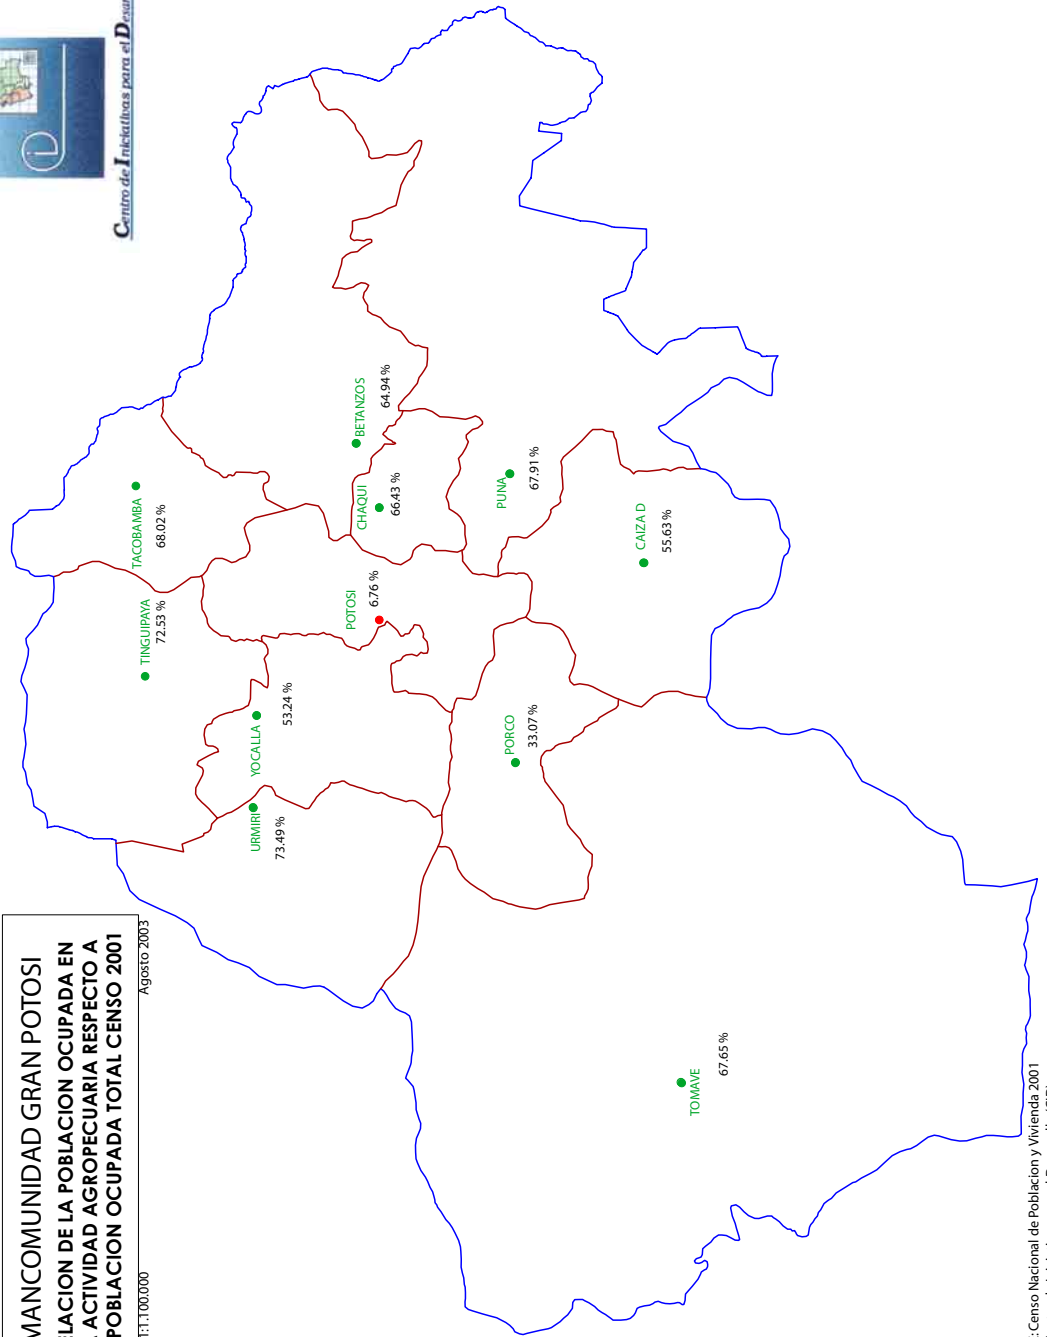 MANCOMUNIDAD GRAN POTOSI
DE LA POBLACION OCUPADA EN
ACTIVIDAD AGROPECUARIA RESPECTO A
POBLACION OCUPADA TOTAL CENSO 2001
1:1.100.000
Agosto 2003
Centro de Iniciativas para el
TINGUIPAYA
72.53 %
TACOBAMBA
68.02 %
URMIRI
73.49 %
YOCALLA
53.24 %
POTOSI
6.76 %
CHAQUI
66.43 %
BETANZOS
64.94 %
PORCO
33.07 %
PUNA
67.91 %
CAIZA D
55.63 %
TOMAVE
67.65 %
: Censo Nacional de Poblacion y Vivienda 2001